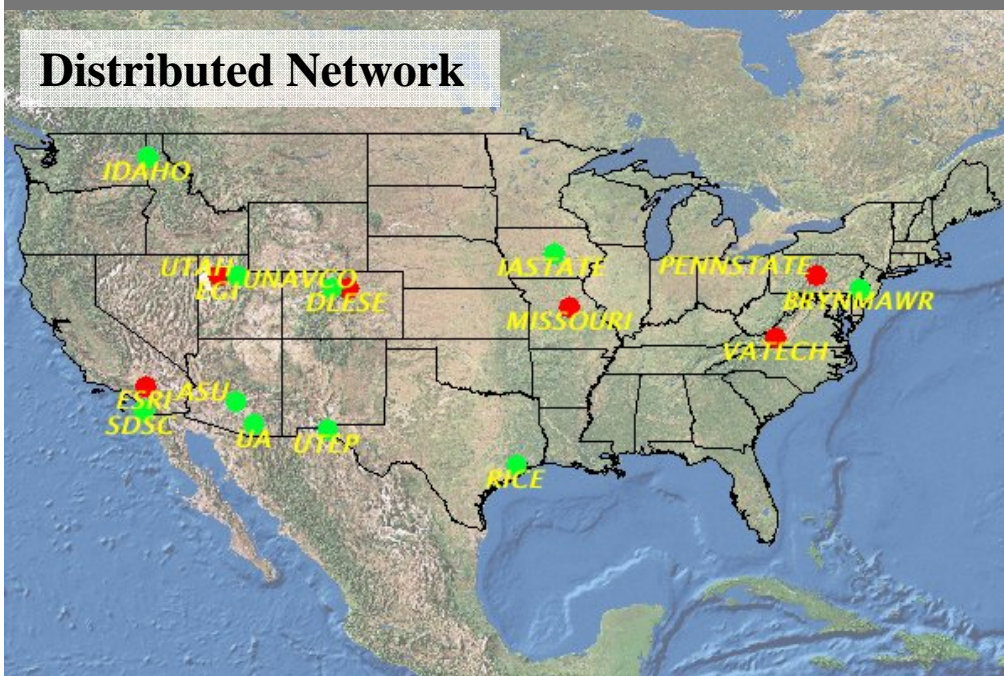 Distributed Network
IDAHO
UTAH
UNAVCO
EGI
DLESE
IASTATE
PENNSTATE
BRYNMAWR
MISSOURI
VATECH
ESRI
ASU
SDSC
UA
UTEP
RICE